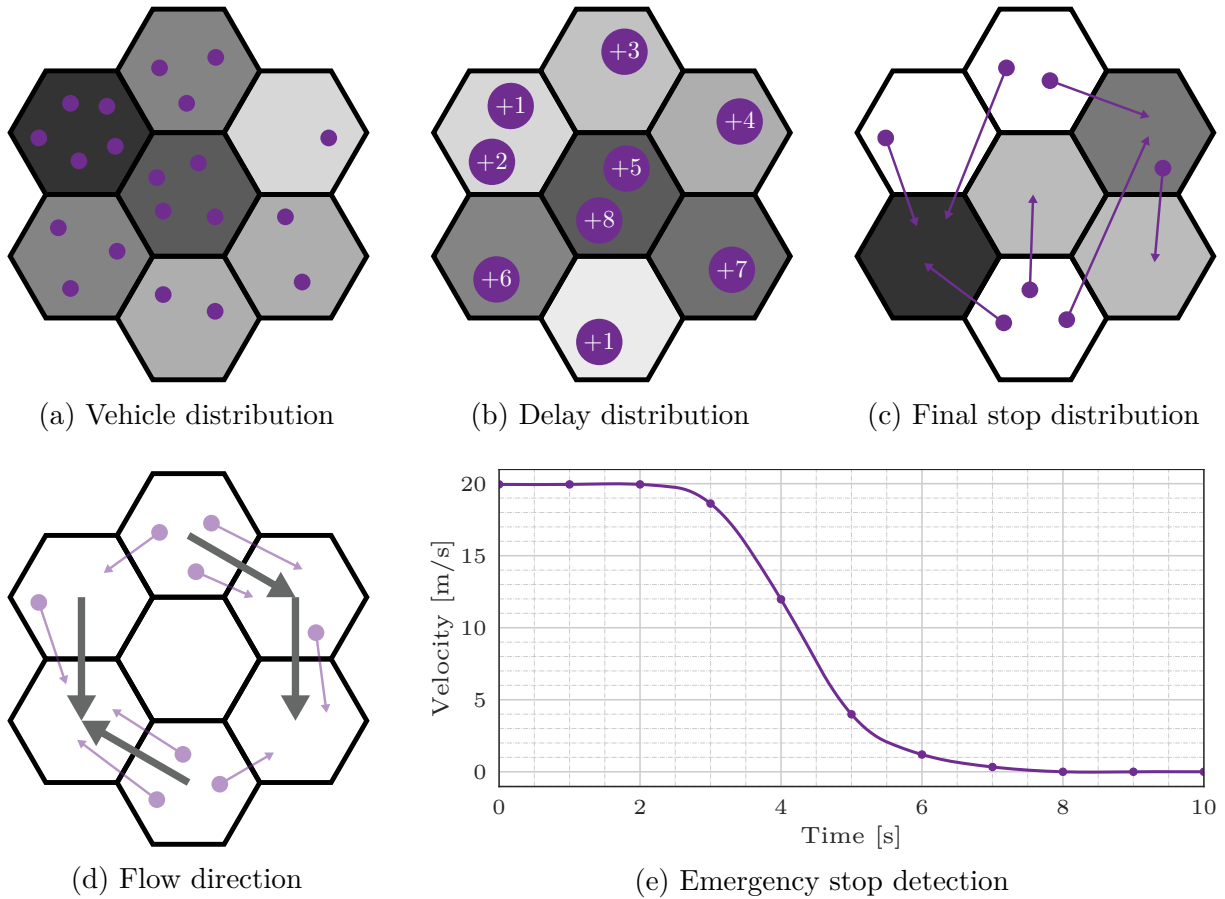 +3
+1
+4
+2
+5
+8
+6
+7
+1
(a) Vehicle distribution
(b) Delay distribution
(c) Final stop distribution
20
15
10
5
0
Velocity [m/s]
0 2 4 6 8 10
Time [s]
(d) Flow direction
(e) Emergency stop detection